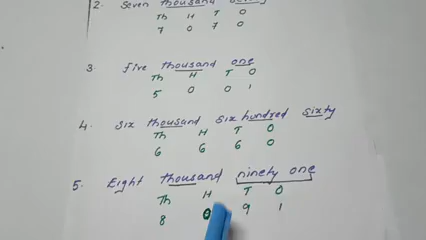 2. Seven thousand
Th H T O
7 0 7 0
3. Five thousand one
Th H T O
5 0 0 1
4. Six thousand six hundred sixty
Th H T O
6 6 6 0
5. Eight thousand ninety one
Th H T O
8 0 9 1